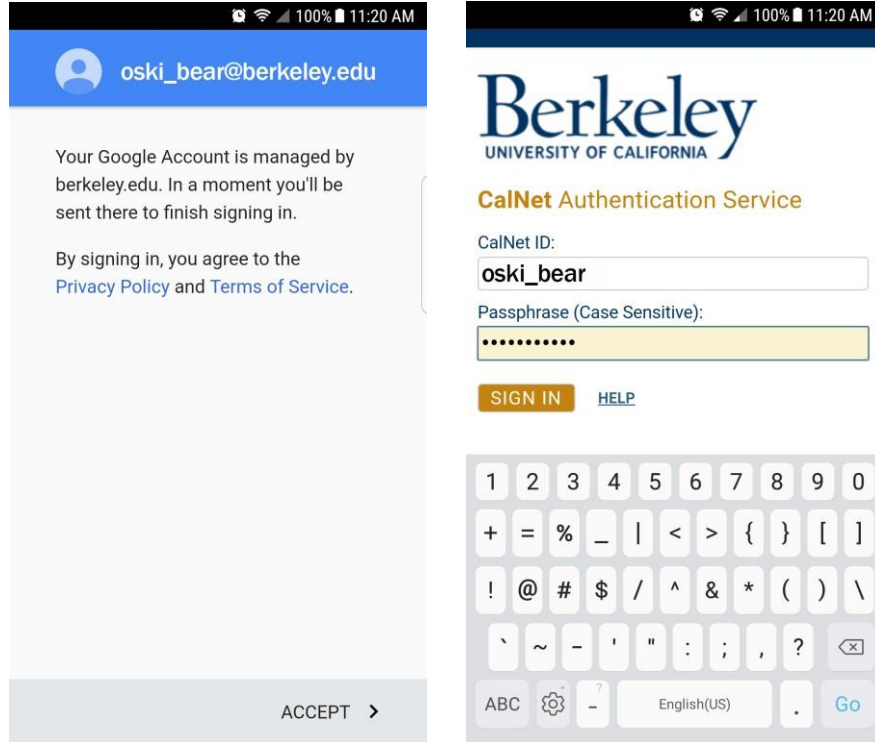 100% 11:20 AM
oski_bear@berkeley.edu
Your Google Account is managed by
berkeley.edu. In a moment you'll be
sent there to finish signing in.
By signing in, you agree to the
Privacy Policy and Terms of Service.
ACCEPT >
100% 11:20 AM
Berkeley
UNIVERSITY OF CALIFORNIA
CalNet Authentication Service
CalNet ID:
oski_bear
Passphrase (Case Sensitive):
•••••••••••
SIGN IN HELP
1 2 3 4 5 6 7 8 9 0
+ = % _ | < > { } [ ]
! @ # $ / ^ & * ( ) \
` ~ - ' " : ; , ?
ABC ? - English(US) . Go